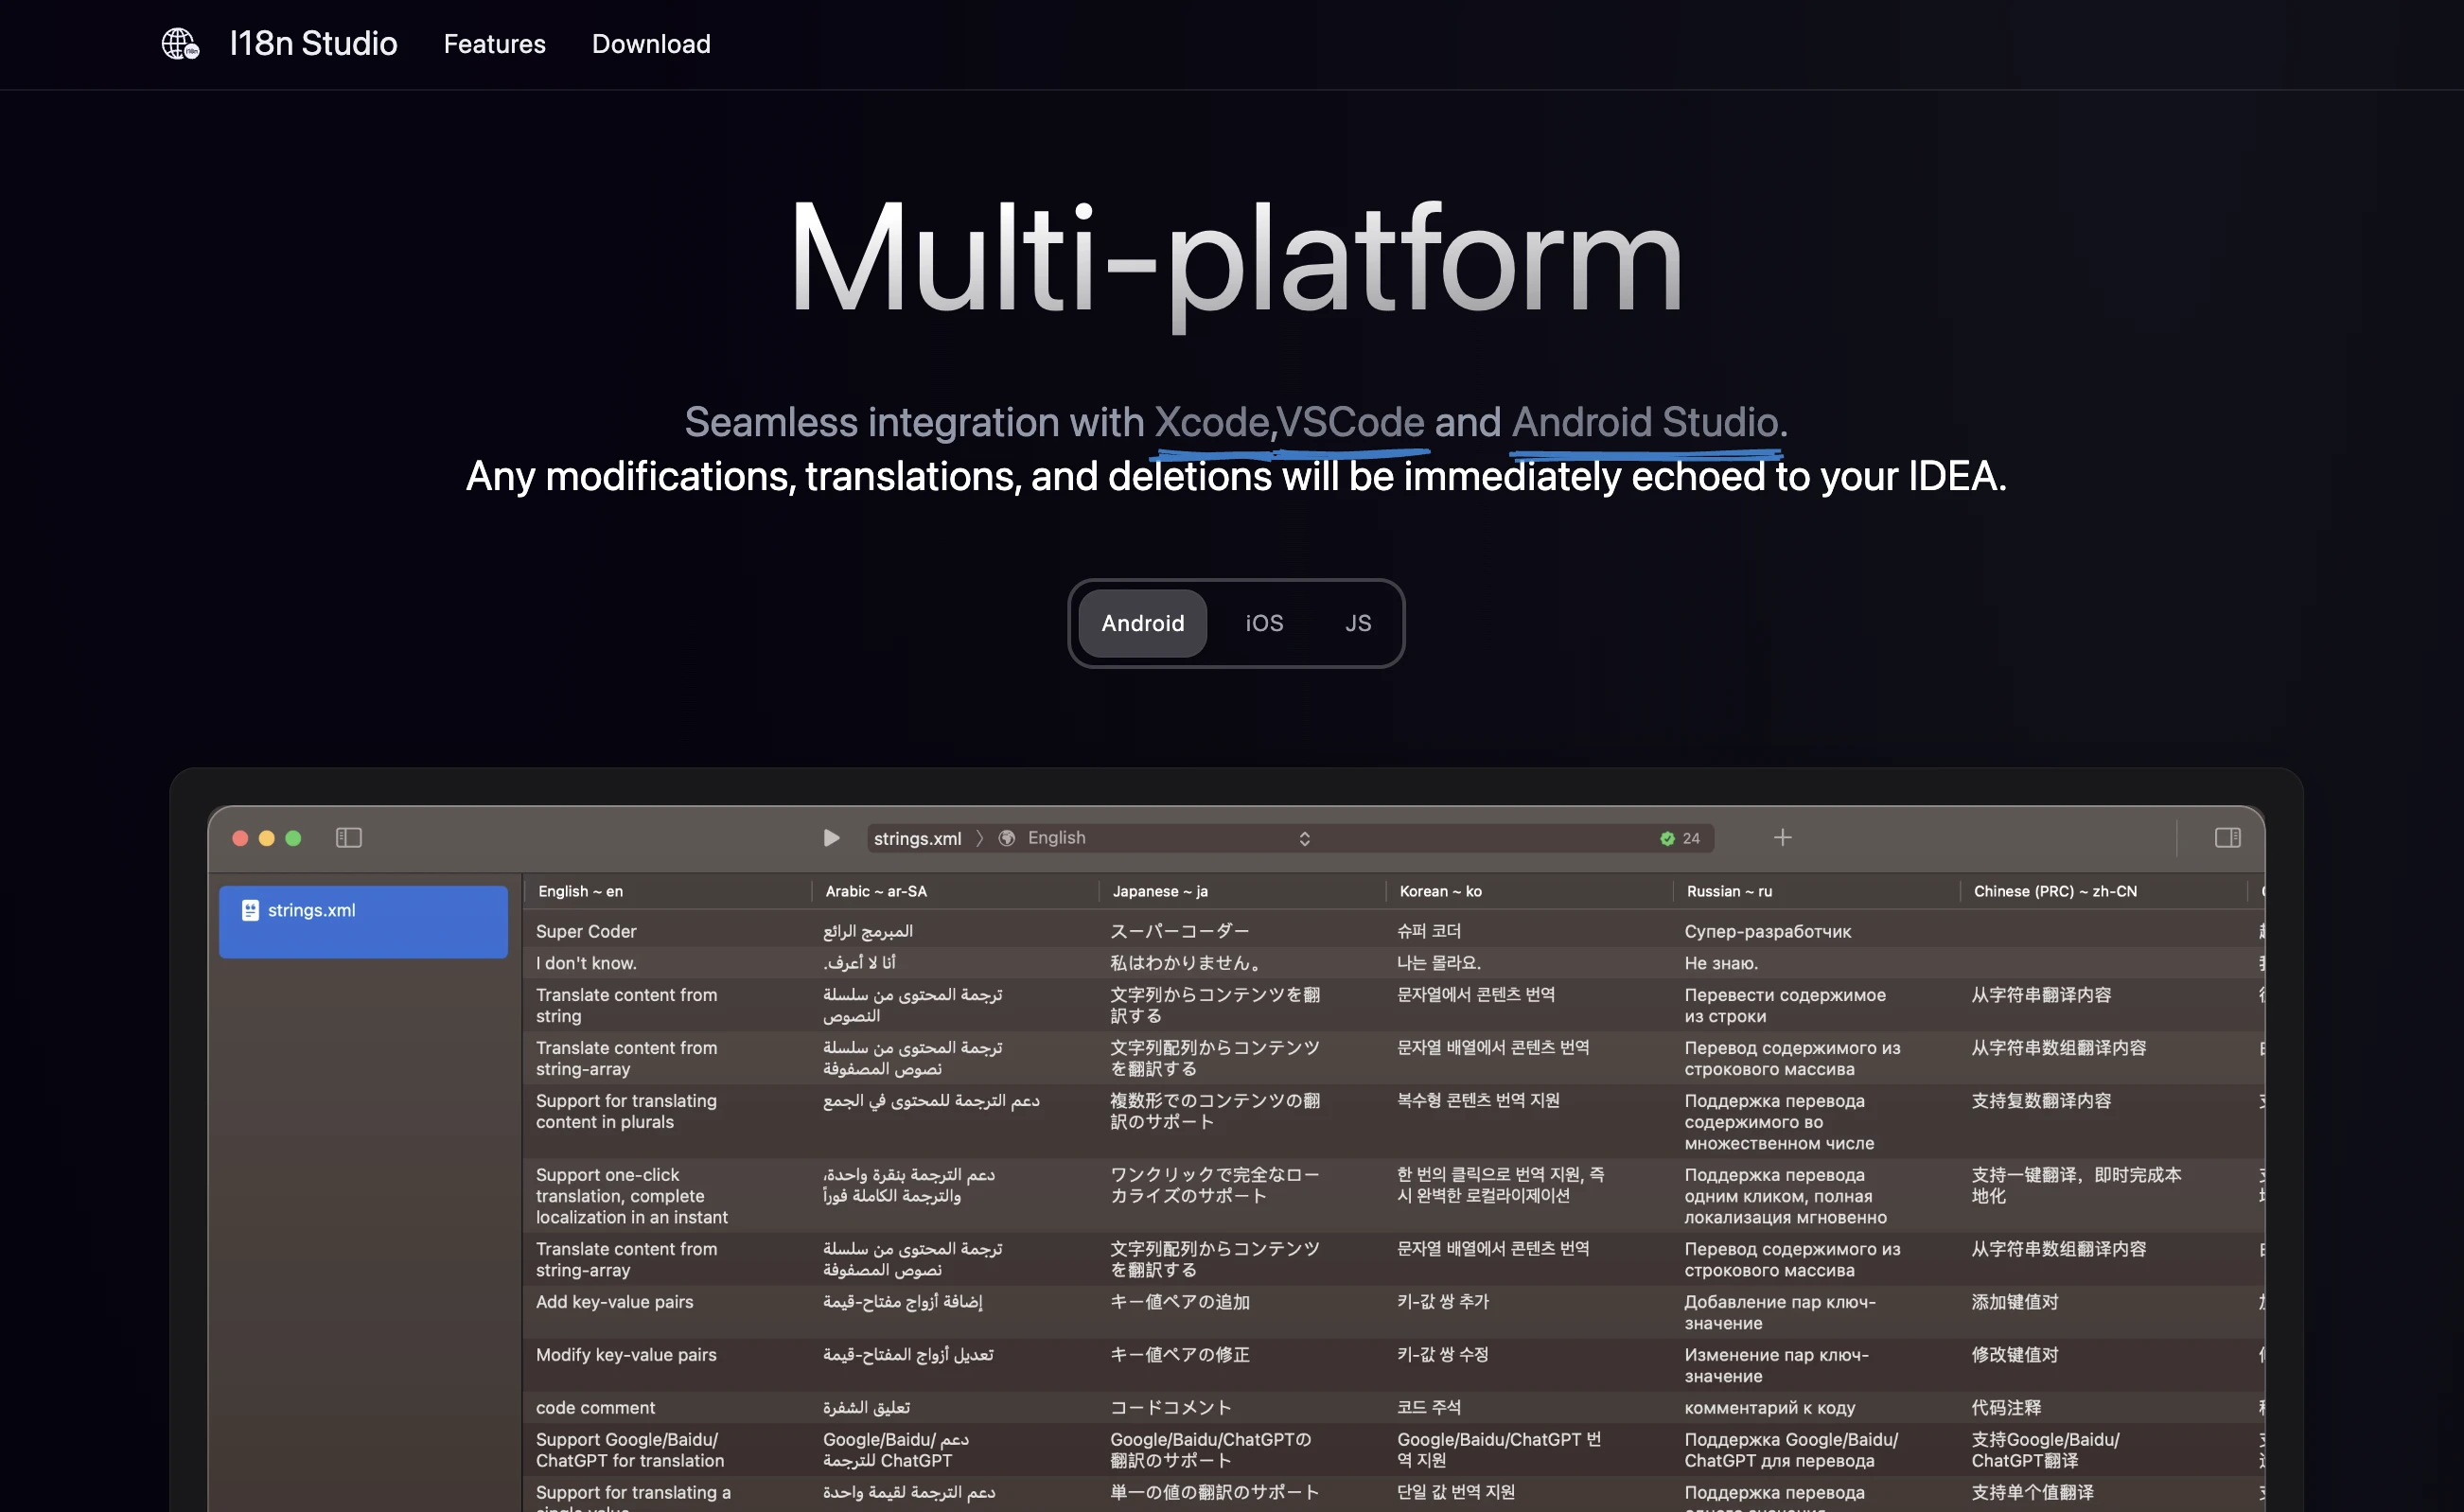 I18n Studio Features Download
Multi-platform
Seamless integration with Xcode,VSCode and Android Studio.
Any modifications, translations, and deletions will be immediately echoed to your IDEA.
Android iOS JS
strings.xml English 24
strings.xml
English ~ en
Arabic ~ ar-SA
Japanese ~ ja
Korean ~ ko
Russian ~ ru
Chinese (PRC) ~ zh-CN
Super Coder
المبرمج الرائع
スーパーコーダー
슈퍼 코더
Супер-разработчик
I don't know.
أنا لا أعرف.
私はわかりません。
나는 몰라요.
Не знаю.
Translate content from
string
ترجمة المحتوى من سلسلة
النصوص
文字列からコンテンツを翻
訳する
문자열에서 콘텐츠 번역
Перевести содержимое
из строки
从字符串翻译内容
Translate content from
string-array
ترجمة المحتوى من سلسلة
نصوص المصفوفة
文字列配列からコンテンツ
を翻訳する
문자열 배열에서 콘텐츠 번역
Перевод содержимого из
строкового массива
从字符串数组翻译内容
Support for translating
content in plurals
دعم الترجمة للمحتوى في الجمع
複数形でのコンテンツの翻
訳のサポート
복수형 콘텐츠 번역 지원
Поддержка перевода
содержимого во
множественном числе
支持复数翻译内容
Support one-click
translation, complete
localization in an instant
دعم الترجمة بنقرة واحدة،
والترجمة الكاملة فوراً
ワンクリックで完全なロー
カライズのサポート
한 번의 클릭으로 번역 지원, 즉
시 완벽한 로컬라이제이션
Поддержка перевода
одним кликом, полная
локализация мгновенно
支持一键翻译，即时完成本
地化
Translate content from
string-array
ترجمة المحتوى من سلسلة
نصوص المصفوفة
文字列配列からコンテンツ
を翻訳する
문자열 배열에서 콘텐츠 번역
Перевод содержимого из
строкового массива
从字符串数组翻译内容
Add key-value pairs
إضافة أزواج مفتاح-قيمة
キー値ペアの追加
키-값 쌍 추가
Добавление пар ключ-
значение
添加键值对
Modify key-value pairs
تعديل أزواج المفتاح-قيمة
キー値ペアの修正
키-값 쌍 수정
Изменение пар ключ-
значение
修改键值对
code comment
تعليق الشفرة
コードコメント
코드 주석
комментарий к коду
代码注释
Support Google/Baidu/
ChatGPT for translation
دعم Google/Baidu/
ChatGPT للترجمة
Google/Baidu/ChatGPTの
翻訳のサポート
Google/Baidu/ChatGPT 번
역 지원
Поддержка Google/Baidu/
ChatGPT для перевода
支持Google/Baidu/
ChatGPT翻译
Support for translating a
دعم الترجمة لقيمة واحدة
単一の値の翻訳のサポート
단일 값 번역 지원
Поддержка перевода
支持单个值翻译